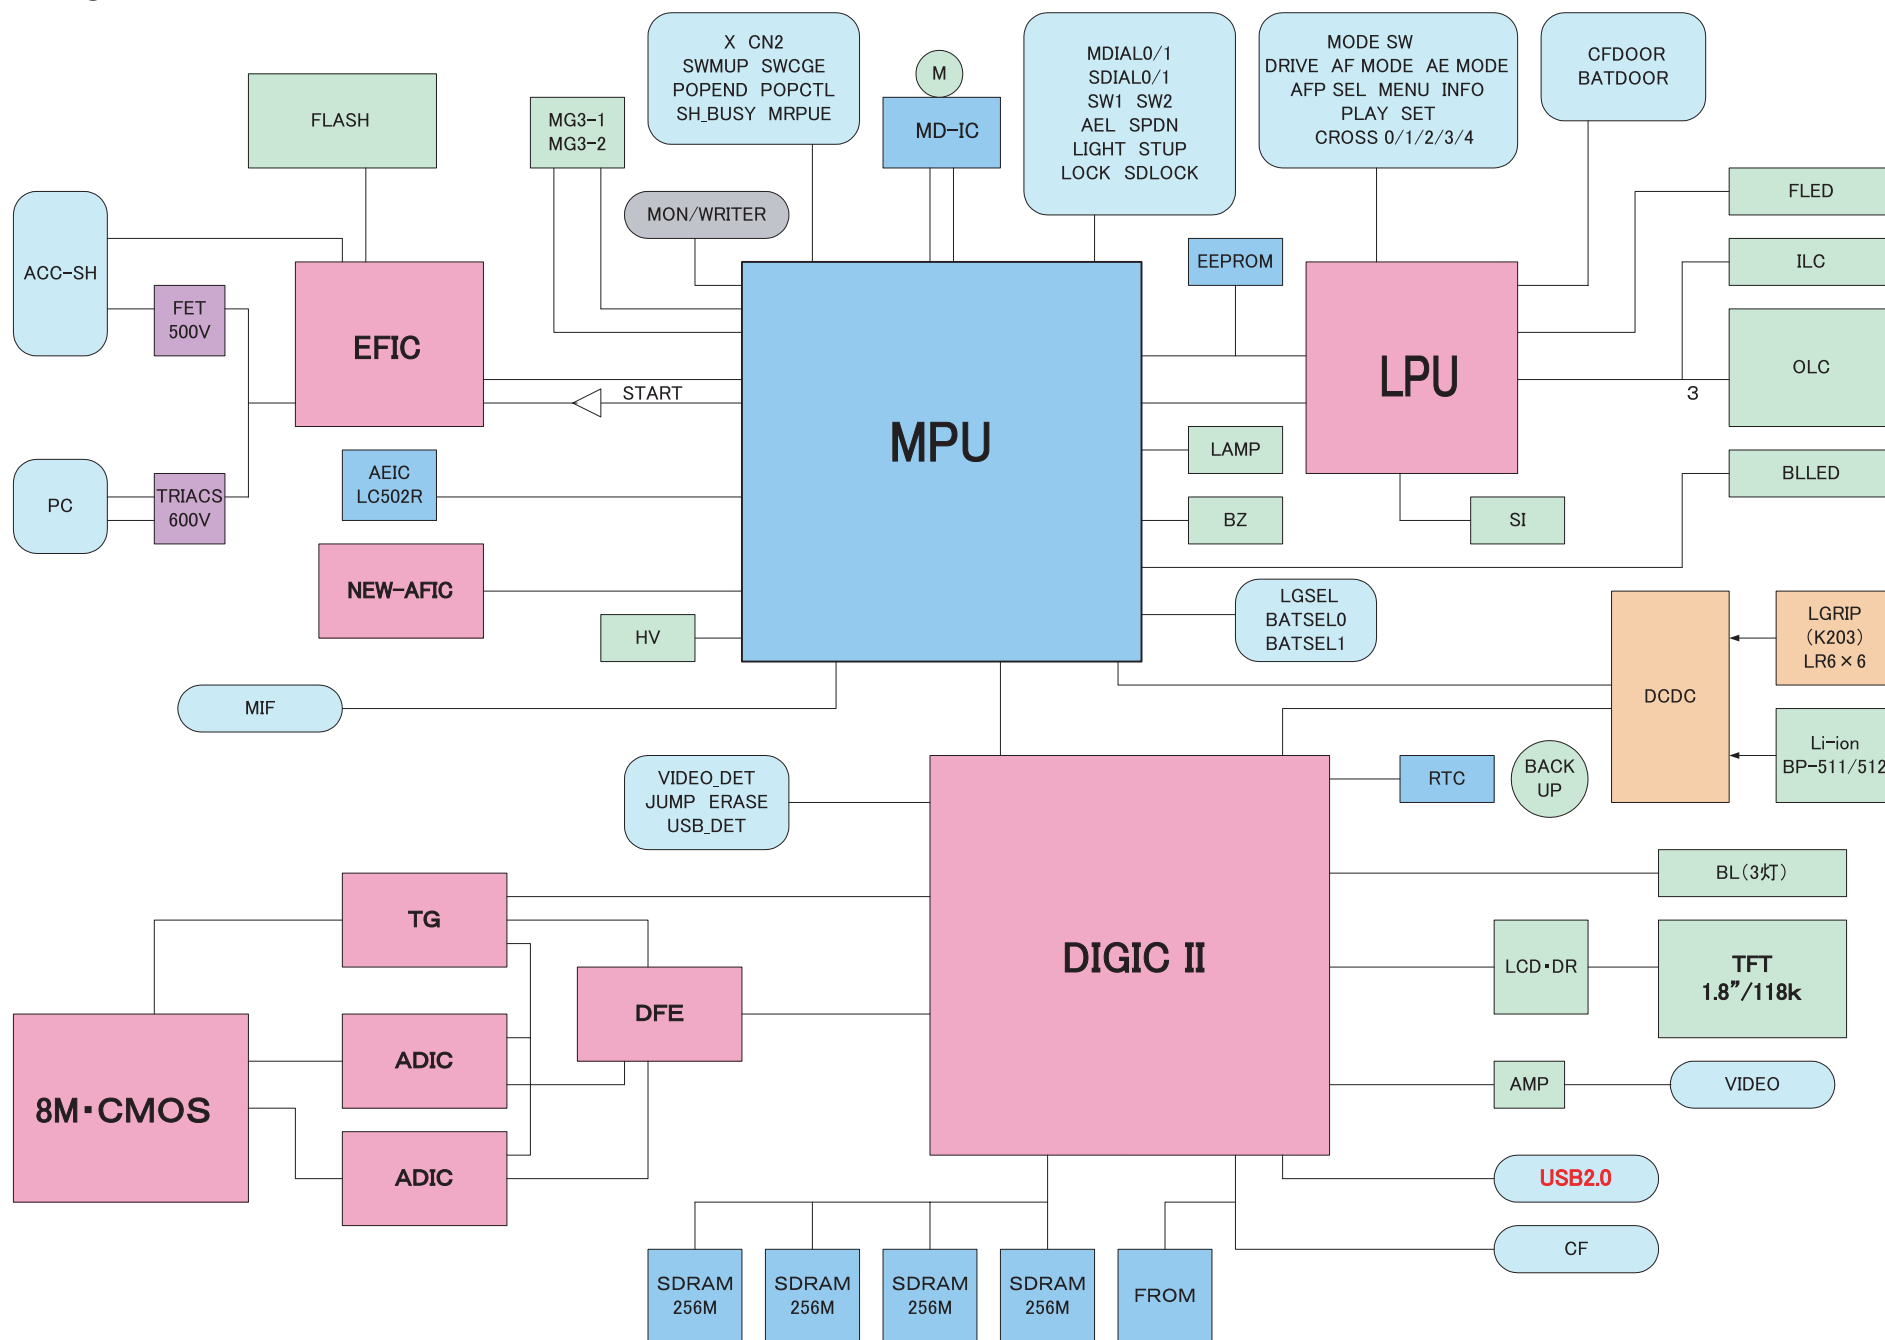 X CN2
SWMUP SWCGE
POPEND POPCTL
SH_BUSY MRPUE
M
MD-IC
MDIAL0/1
SDIAL0/1
SW1 SW2
AEL SPDN
LIGHT STUP
LOCK SDLOCK
MODE SW
DRIVE AF MODE AE MODE
AFP SEL MENU INFO
PLAY SET
CROSS 0/1/2/3/4
CFDOOR
BATDOOR
FLASH
MG3-1
MG3-2
MON/WRITER
FLED
ACC-SH
FET
500V
EFIC
EEPROM
ILC
OLC
3
START
MPU
LPU
LAMP
BLLED
AEIC
LC502R
PC
TRIACS
600V
BZ
SI
NEW-AFIC
HV
LGSEL
BATSEL0
BATSEL1
DCDC
LGRIP
(K203)
LR6×6
MIF
Li-ion
BP-511/512
VIDEO_DET
JUMP ERASE
USB_DET
RTC
BACK
UP
BL(3灯)
TG
DIGIC II
LCD・DR
TFT
1.8”/118k
DFE
ADIC
8M・CMOS
AMP
VIDEO
ADIC
USB2.0
CF
SDRAM
256M
SDRAM
256M
SDRAM
256M
SDRAM
256M
FROM